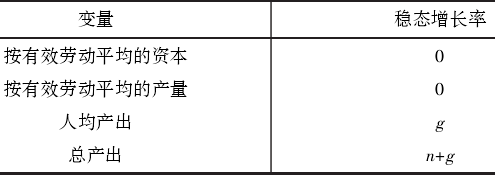 变量 稳态增长率
按有效劳动平均的资本 0
按有效劳动平均的产量 0
人均产出 g
总产出 n+g